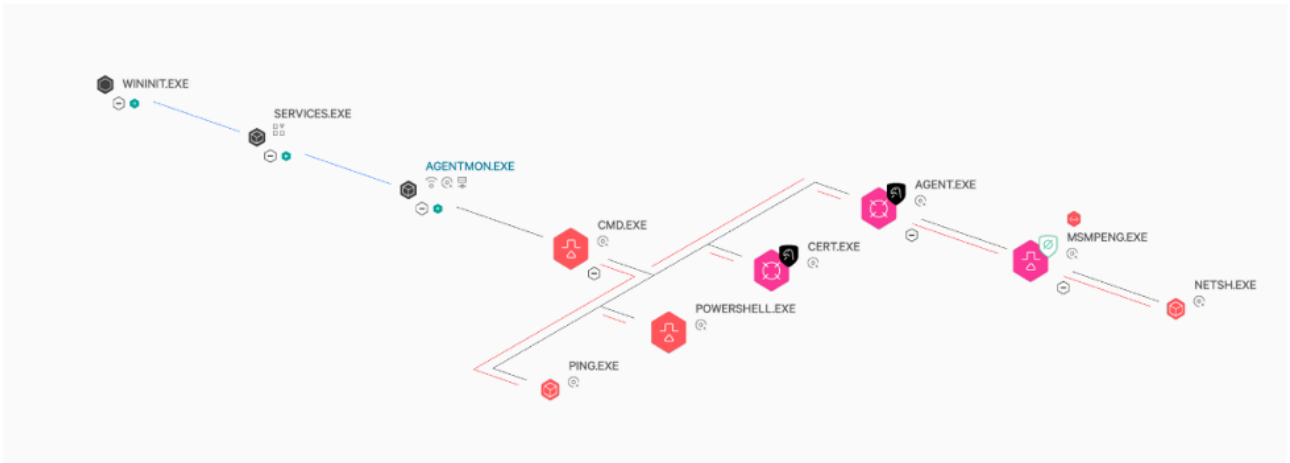 WININIT.EXE
SERVICES.EXE
AGENTMON.EXE
CMD.EXE
AGENT.EXE
CERT.EXE
MSMPENG.EXE
NETSH.EXE
POWERSHELL.EXE
PING.EXE